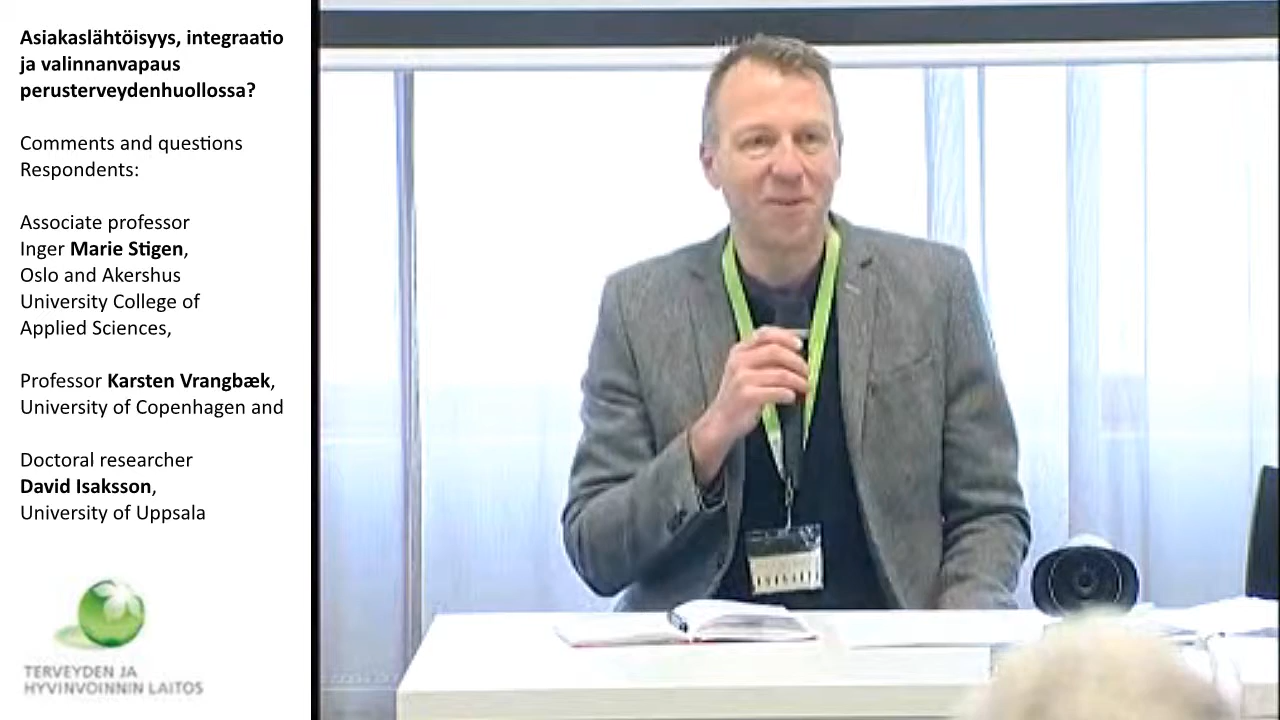 Asiakaslähtöisyys, integraatio
ja valinnanvapaus
perusterveydenhuollossa?
Comments and questions
Respondents:
Associate professor
Inger Marie Stigen,
Oslo and Akershus
University College of
Applied Sciences,
Professor Karsten Vrangbæk,
University of Copenhagen and
Doctoral researcher
David Isaksson,
University of Uppsala
TERVEYDEN JA
HYVINVOINNIN LAITOS